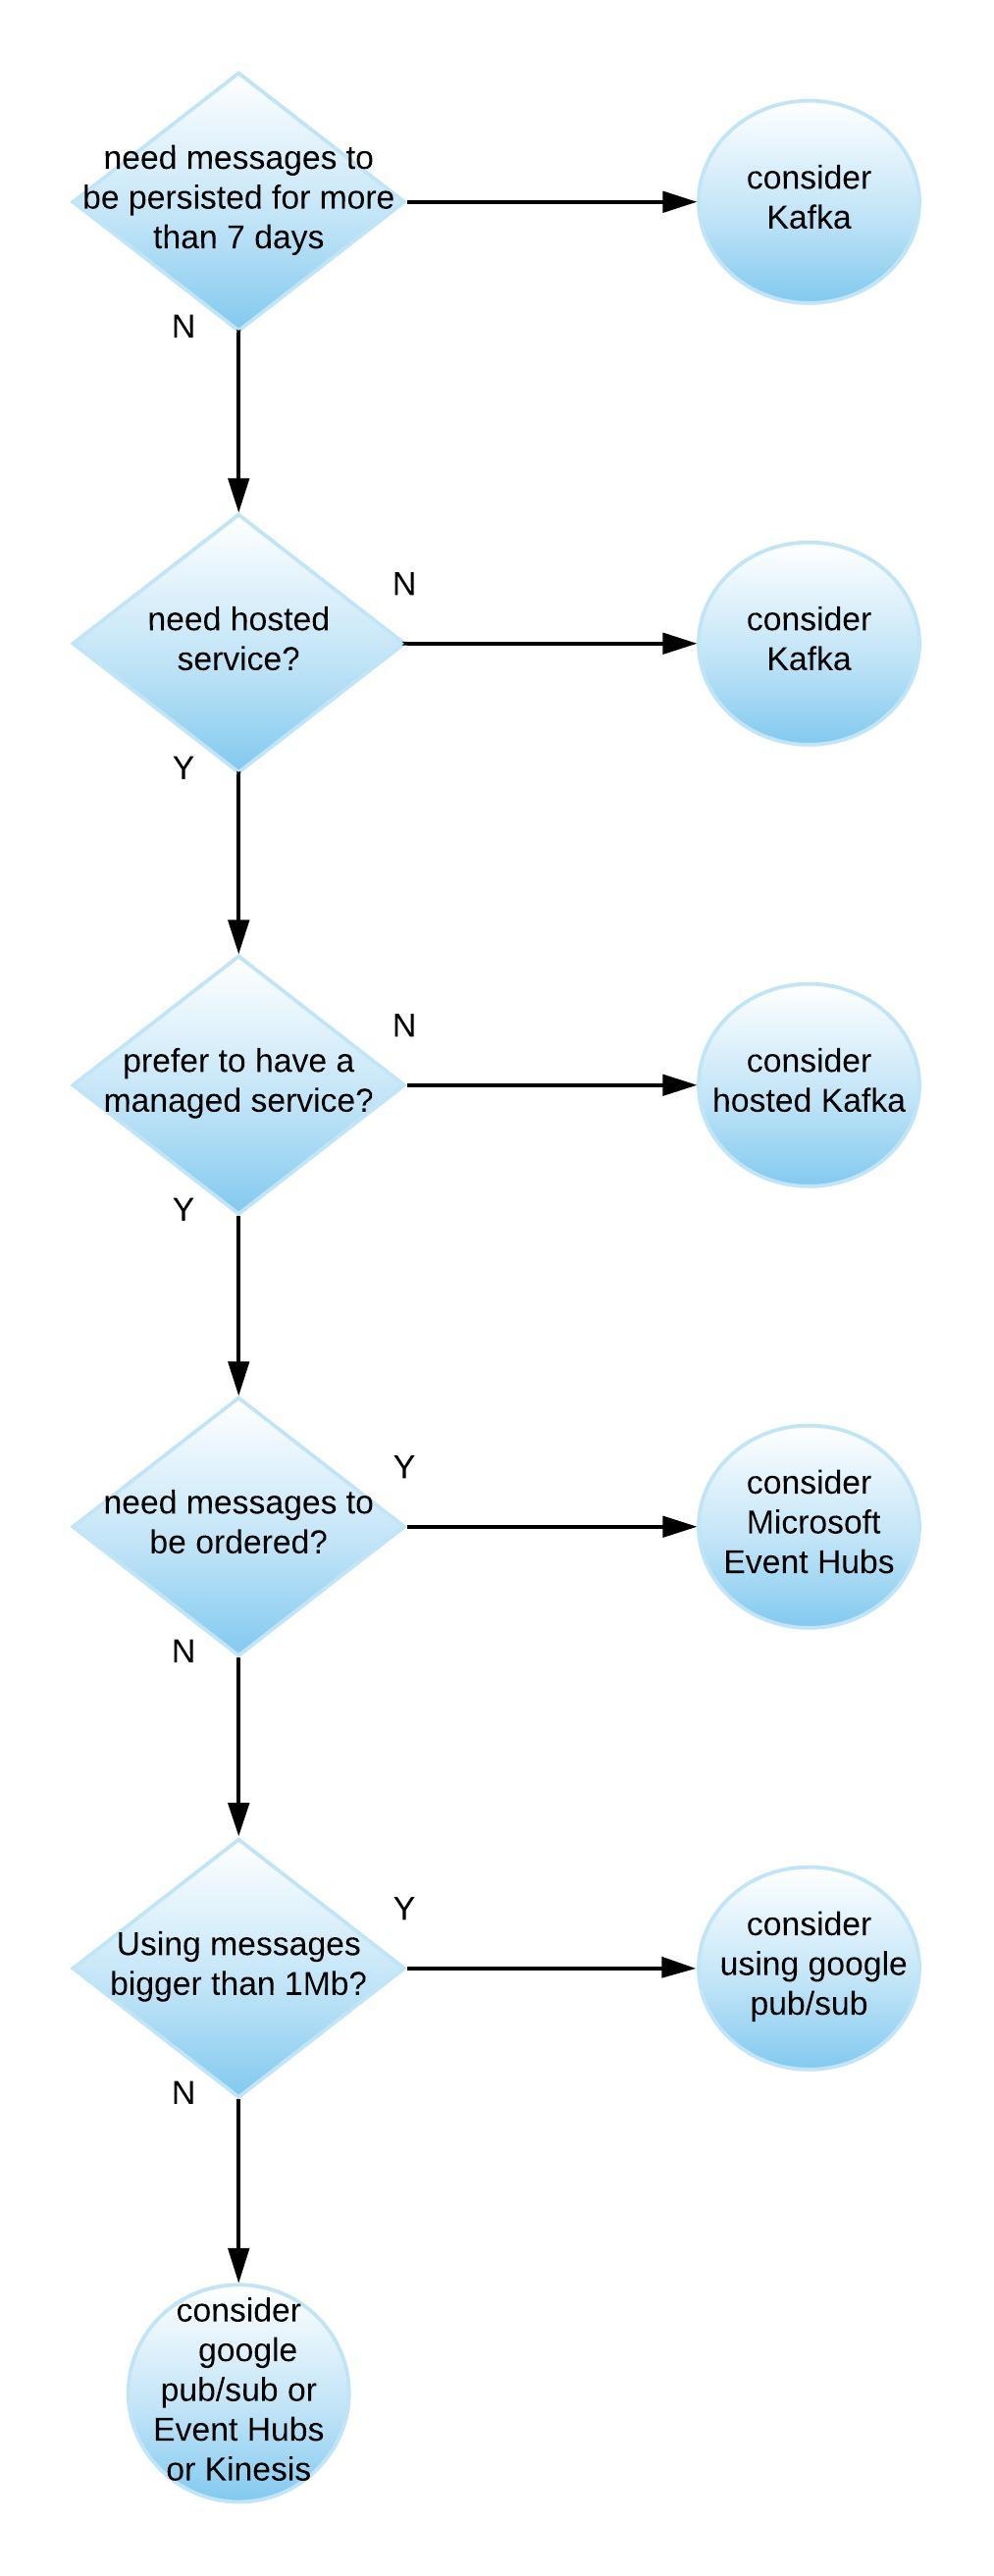 need messages to
be persisted for more
than 7 days
consider
Kafka
N
need hosted
service?
N
consider
Kafka
Y
prefer to have a
managed service?
N
consider
hosted Kafka
Y
need messages to
be ordered?
Y
consider
Microsoft
Event Hubs
N
Using messages
bigger than 1Mb?
Y
consider
using google
pub/sub
N
consider
google
pub/sub or
Event Hubs
or Kinesis